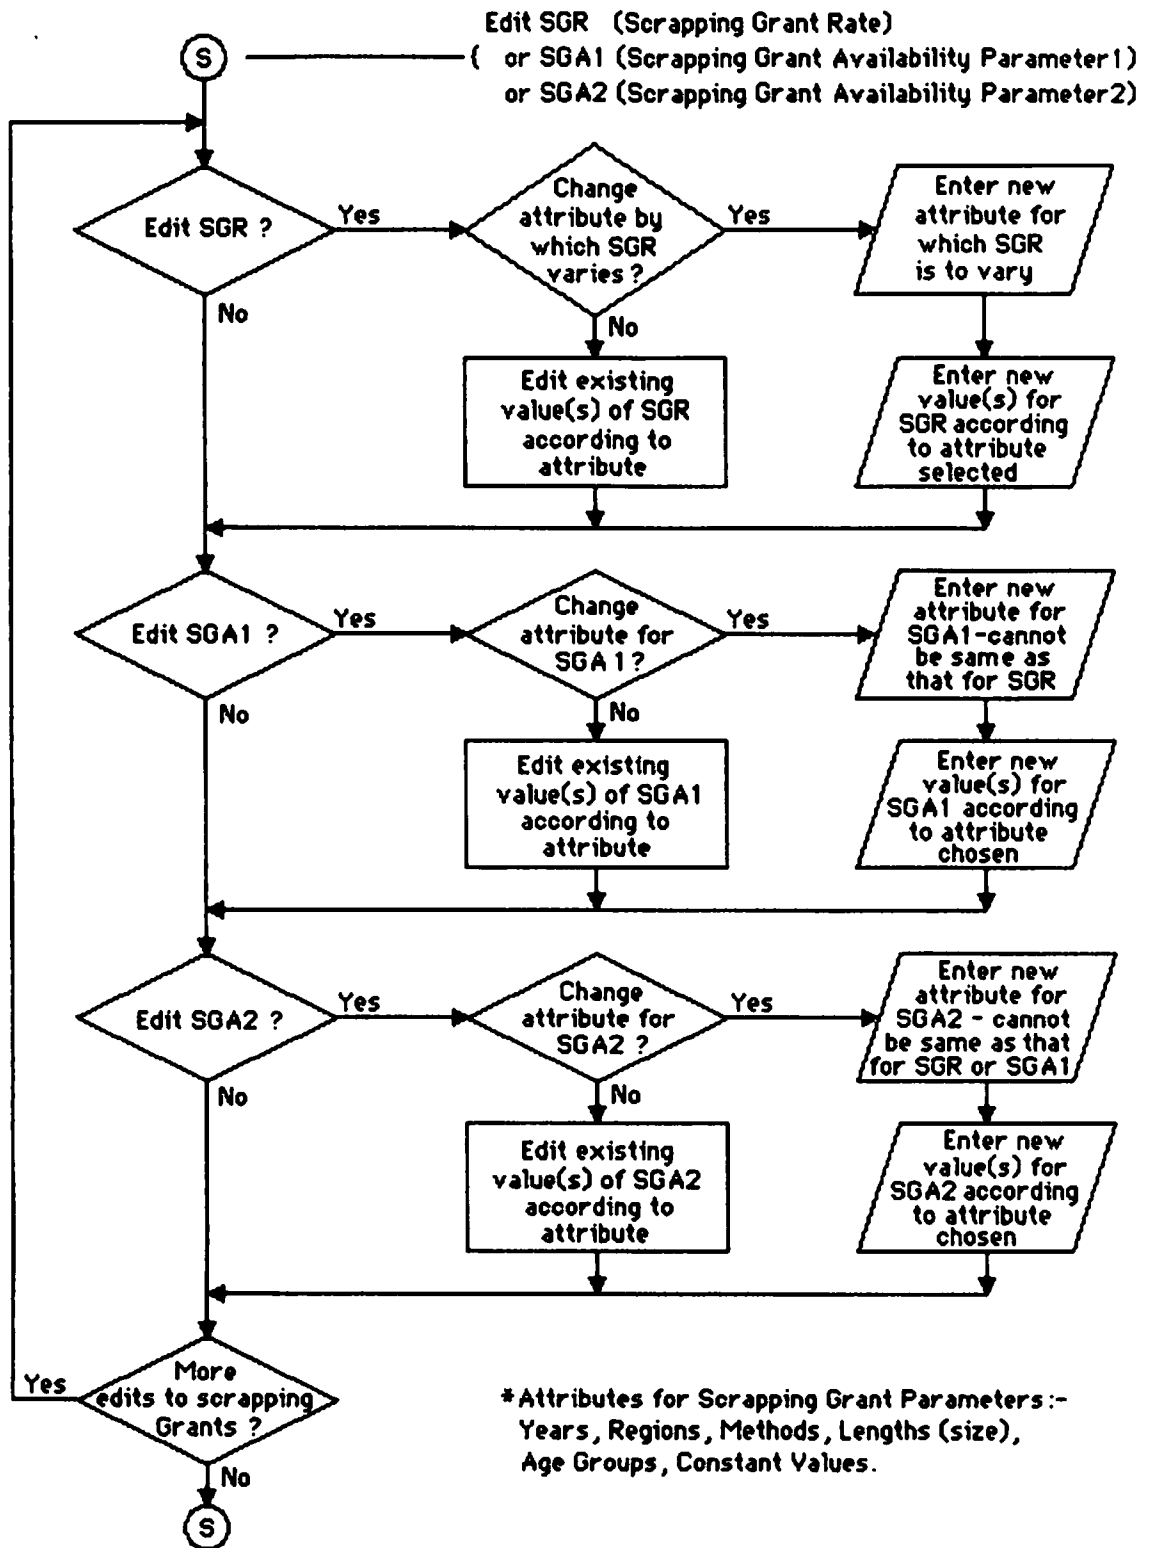 Edit SGR (Scrapping Grant Rate)
S
{ or SGA1 (Scrapping Grant Availability Parameter1)
or SGA2 (Scrapping Grant Availability Parameter2)
Edit SGR ?
Yes
No
Change
attribute by
which SGR
varies ?
Yes
No
Enter new
attribute for
which SGR
is to vary
Edit existing
value(s) of SGR
according to
attribute
Enter new
value(s) for
SGR according
to attribute
selected
Edit SGA1 ?
Yes
No
Change
attribute for
SGA1?
Yes
No
Enter new
attribute for
SGA1-cannot
be same as
that for SGR
Edit existing
value(s) of SGA1
according to
attribute
Enter new
value(s) for
SGA1 according
to attribute
chosen
Edit SGA2 ?
Yes
No
Change
attribute for
SGA2 ?
Yes
No
Enter new
attribute for
SGA2 - cannot
be same as that
for SGR or SGA1
Edit existing
value(s) of SGA2
according to
attribute
Enter new
value(s) for
SGA2 according
to attribute
chosen
More
edits to scrapping
Grants ?
Yes
No
S
*Attributes for Scrapping Grant Parameters:-
Years, Regions, Methods, Lengths (size),
Age Groups, Constant Values.